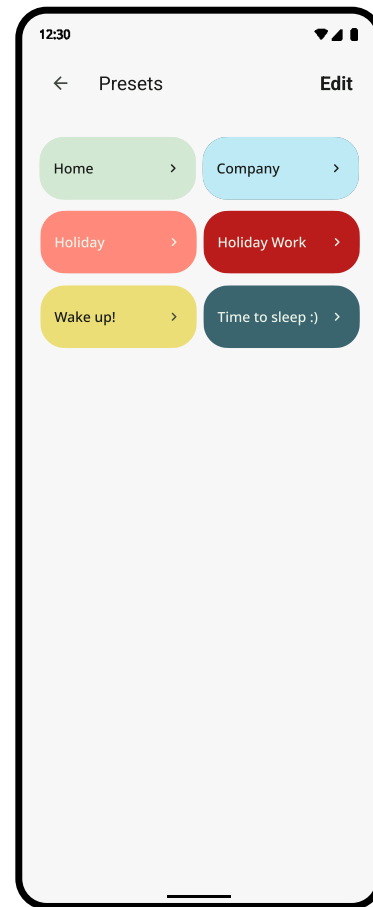 12:30
Presets Edit
Home Company
Holiday Holiday Work
Wake up! Time to sleep :)